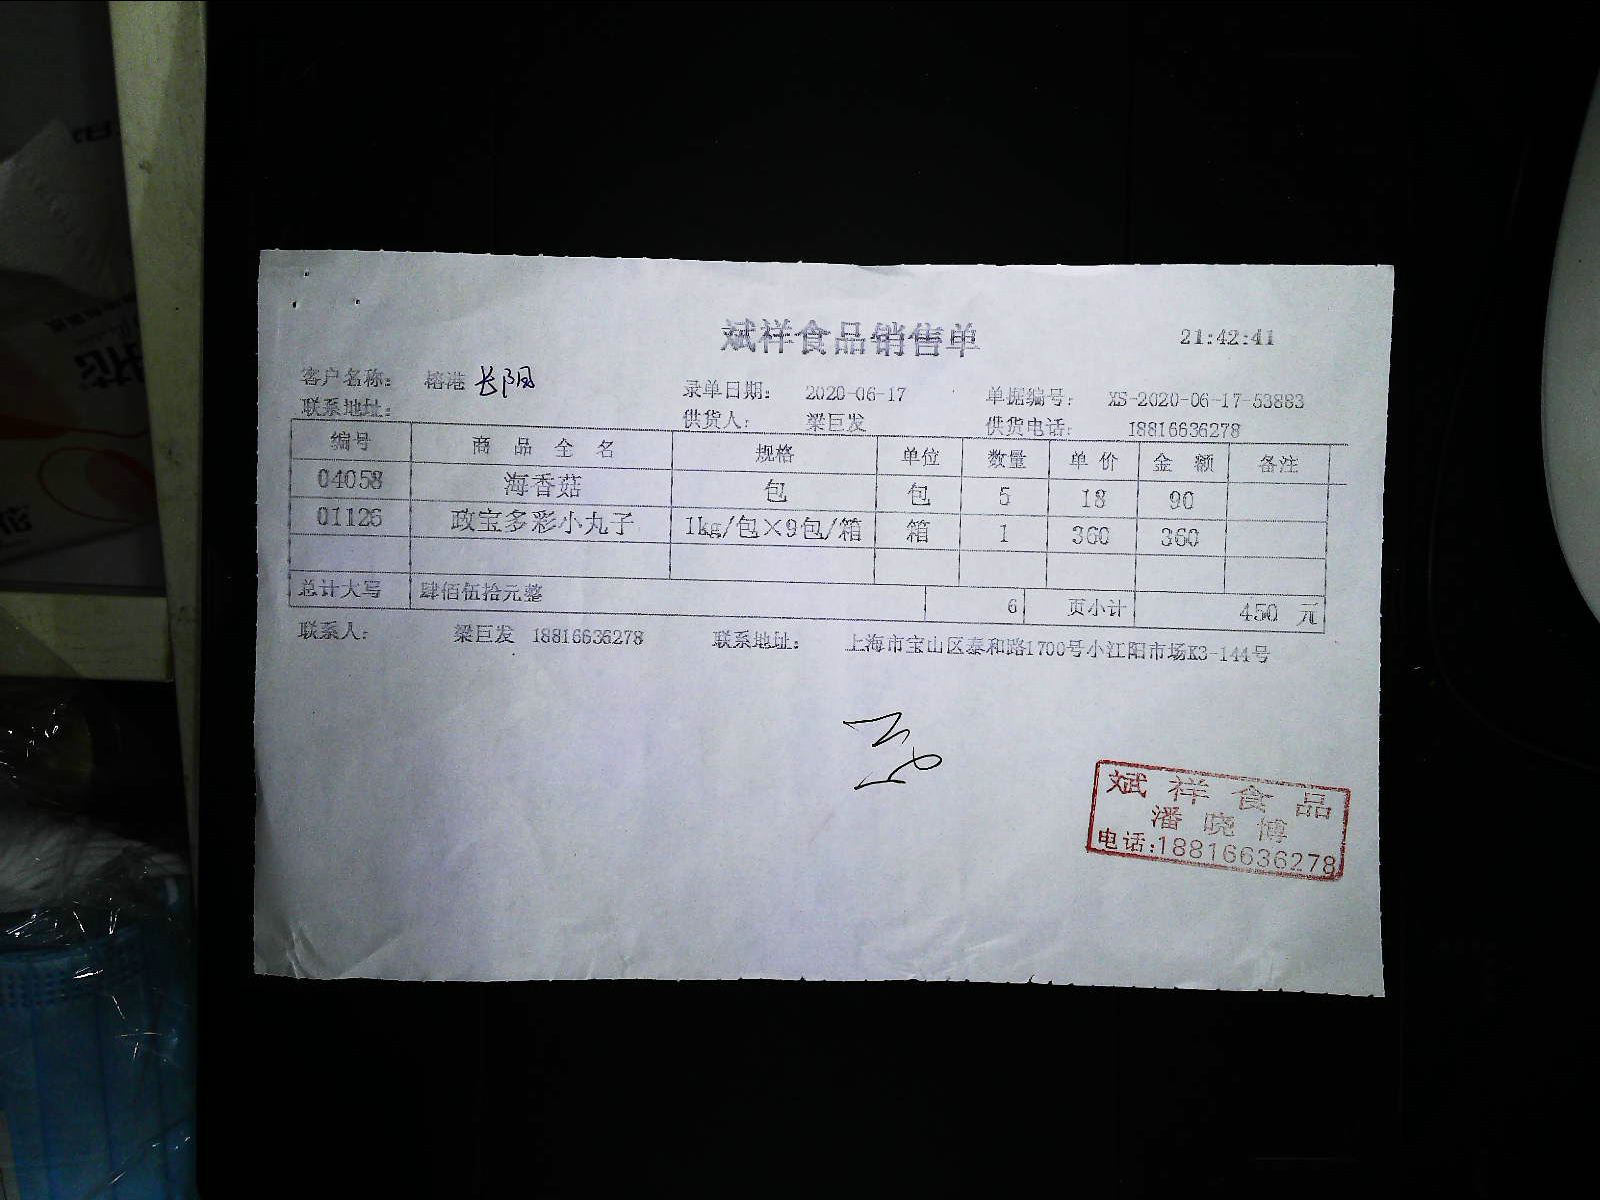 斌祥食品销售单 21:42:41
客户名称: 榕港 长阳 录单日期: 2020-06-17 单据编号: XS-2020-06-17-53883
联系地址: 供货人: 梁巨发 供货电话: 18816636278
编号 商 品 全 名 规格 单位 数量 单 价 金 额 备注
04058 海香菇 包 包 5 18 90
01126 政宝多彩小丸子 1kg/包×9包/箱 箱 1 360 360
总计大写 肆佰伍拾元整 6 页小计 450 元
联系人: 梁巨发 18816636278 联系地址: 上海市宝山区泰和路1700号小江阳市场K3-144号
斌祥食品
潘晓博
电话:18816636278